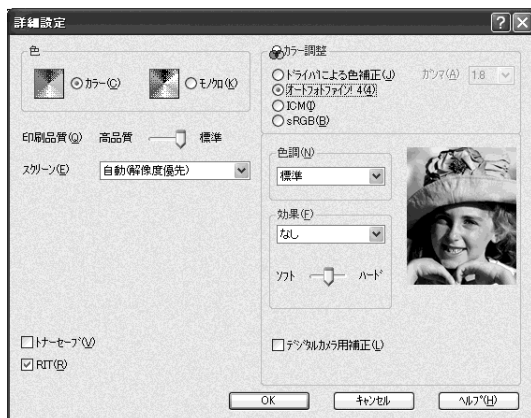 詳細設定
色
カラー(C)
モノクロ(K)
印刷品質(Q) 高品質 標準
スクリーン(E) 自動(解像度優先)
トナーセーブ(V)
RIT(R)
カラー調整
ドライバによる色補正(J)
ガンマ(A) 1.8
オートフォトファイン! 4(4)
ICM(I)
sRGB(B)
色調(N)
標準
効果(F)
なし
ソフト ハード
デジタルカメラ用補正(L)
OK キャンセル ヘルプ(H)